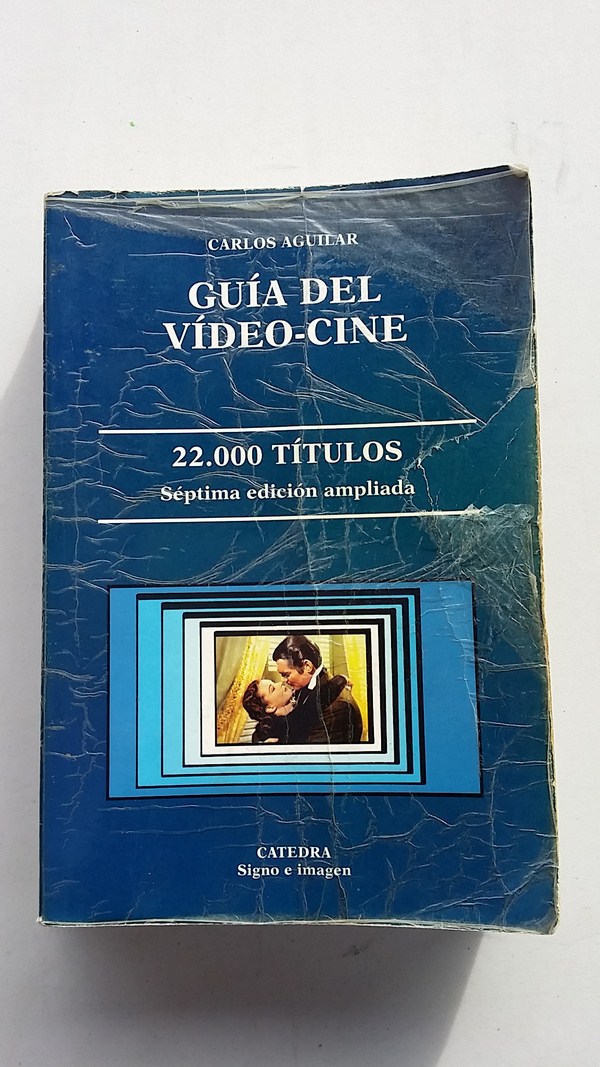 CARLOS AGUILAR
GUÍA DEL
VÍDEO-CINE
22.000 TÍTULOS
Séptima edición ampliada
CATEDRA
Signo e imagen